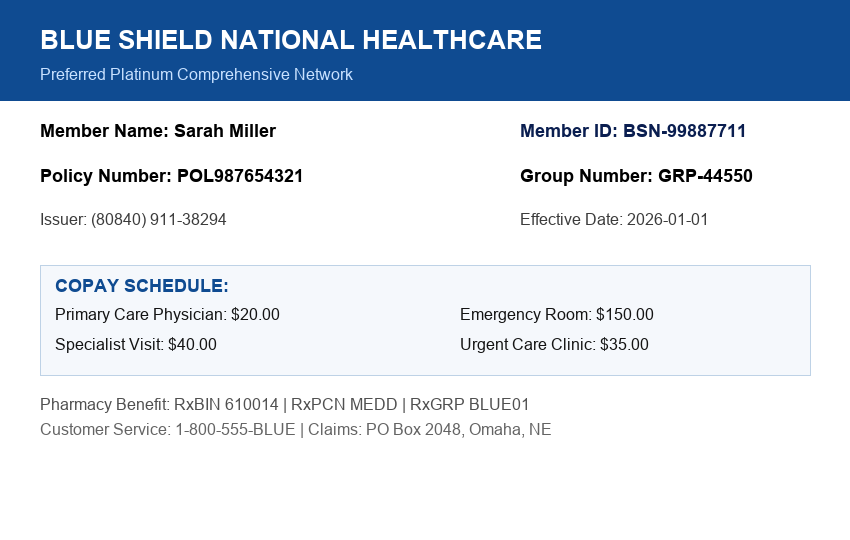 BLUE SHIELD NATIONAL HEALTHCARE
Preferred Platinum Comprehensive Network
Member Name: Sarah Miller
Member ID: BSN-99887711
Policy Number: POL987654321
Group Number: GRP-44550
Issuer: (80840) 911-38294
Effective Date: 2026-01-01
COPAY SCHEDULE:
Primary Care Physician: $20.00
Emergency Room: $150.00
Specialist Visit: $40.00
Urgent Care Clinic: $35.00
Pharmacy Benefit: RxBIN 610014 | RxPCN MEDD | RxGRP BLUE01
Customer Service: 1-800-555-BLUE | Claims: PO Box 2048, Omaha, NE